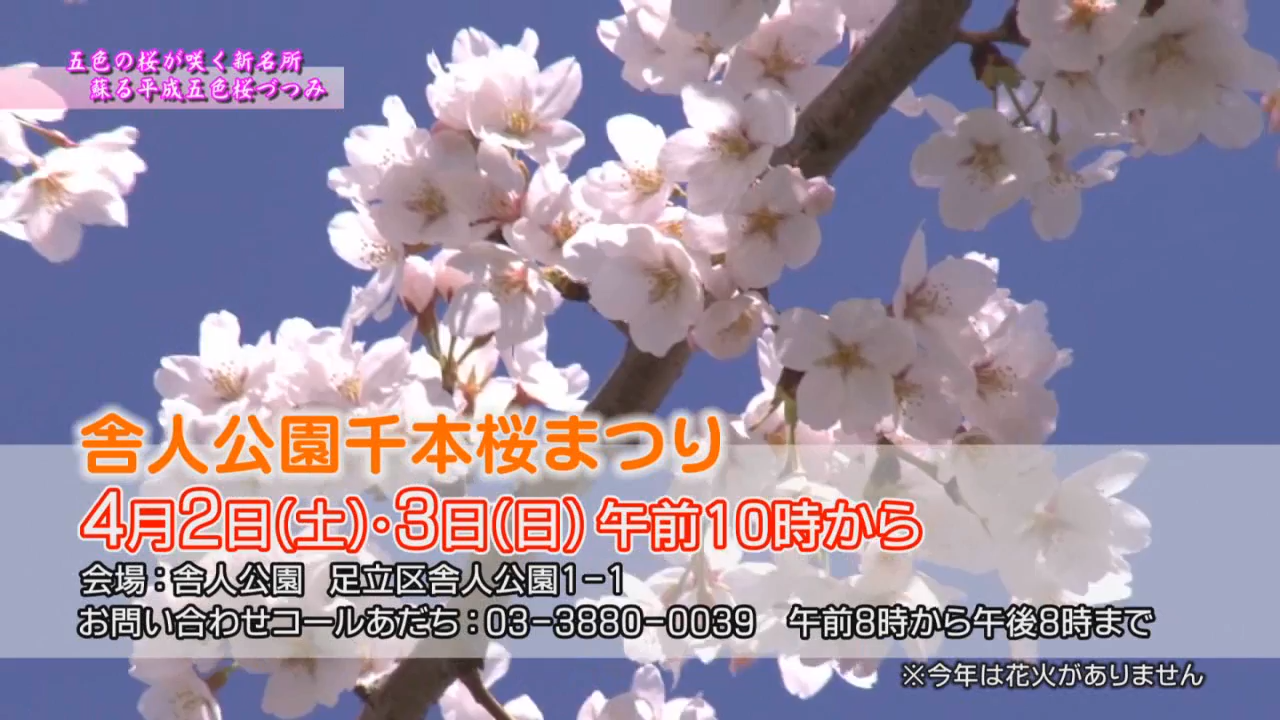 五色の桜が咲く新名所
蘇る平成五色桜づつみ
舎人公園千本桜まつり
4月2日(土)・3日(日) 午前10時から
会場：舎人公園　足立区舎人公園1−1
お問い合わせコールあだち：03−3880−0039　午前8時から午後8時まで
※今年は花火がありません